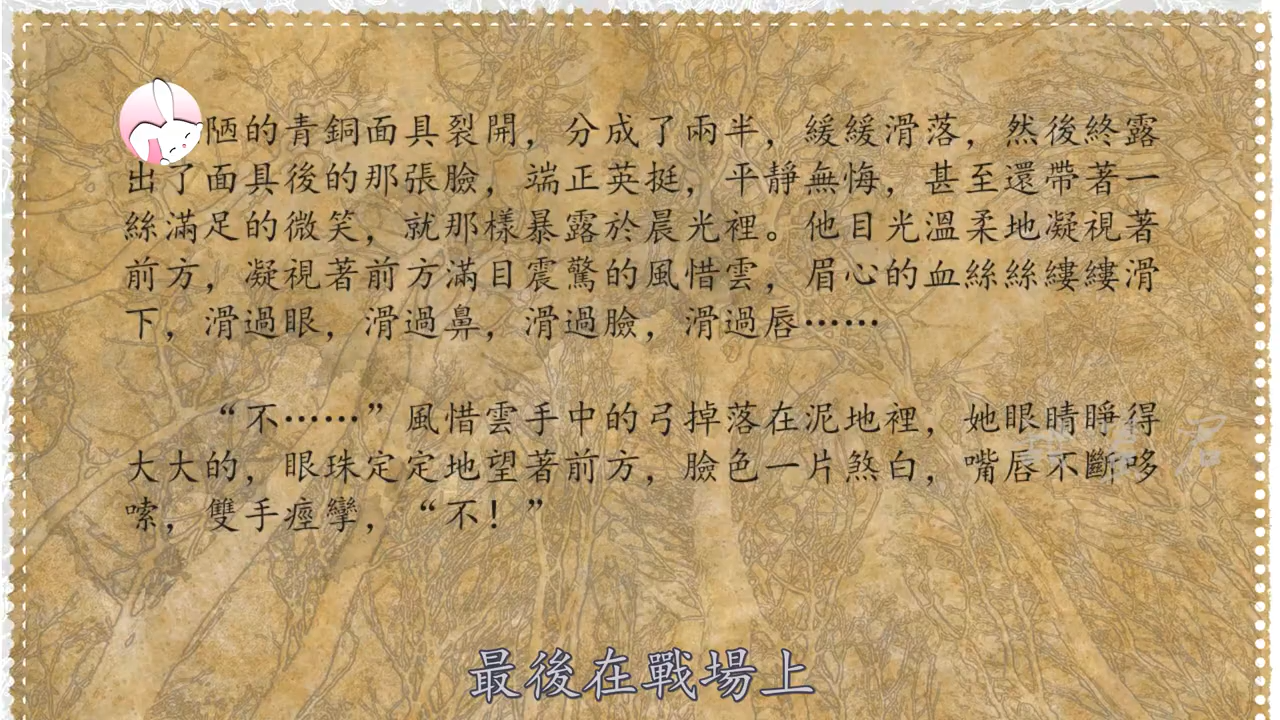 陋的青銅面具裂開，分成了兩半，緩緩滑落，然後終露
出了面具後的那張臉，端正英挺，平靜無悔，甚至還帶著一
絲滿足的微笑，就那樣暴露於晨光裡。他目光溫柔地凝視著
前方，凝視著前方滿目震驚的風惜雲，眉心的血絲絲縷縷滑
下，滑過眼，滑過鼻，滑過臉，滑過唇……
“不……”風惜雲手中的弓掉落在泥地裡，她眼睛睜得
大大的，眼珠定定地望著前方，臉色一片煞白，嘴唇不斷哆
嗦，雙手痙攣，“不！”
最後在戰場上